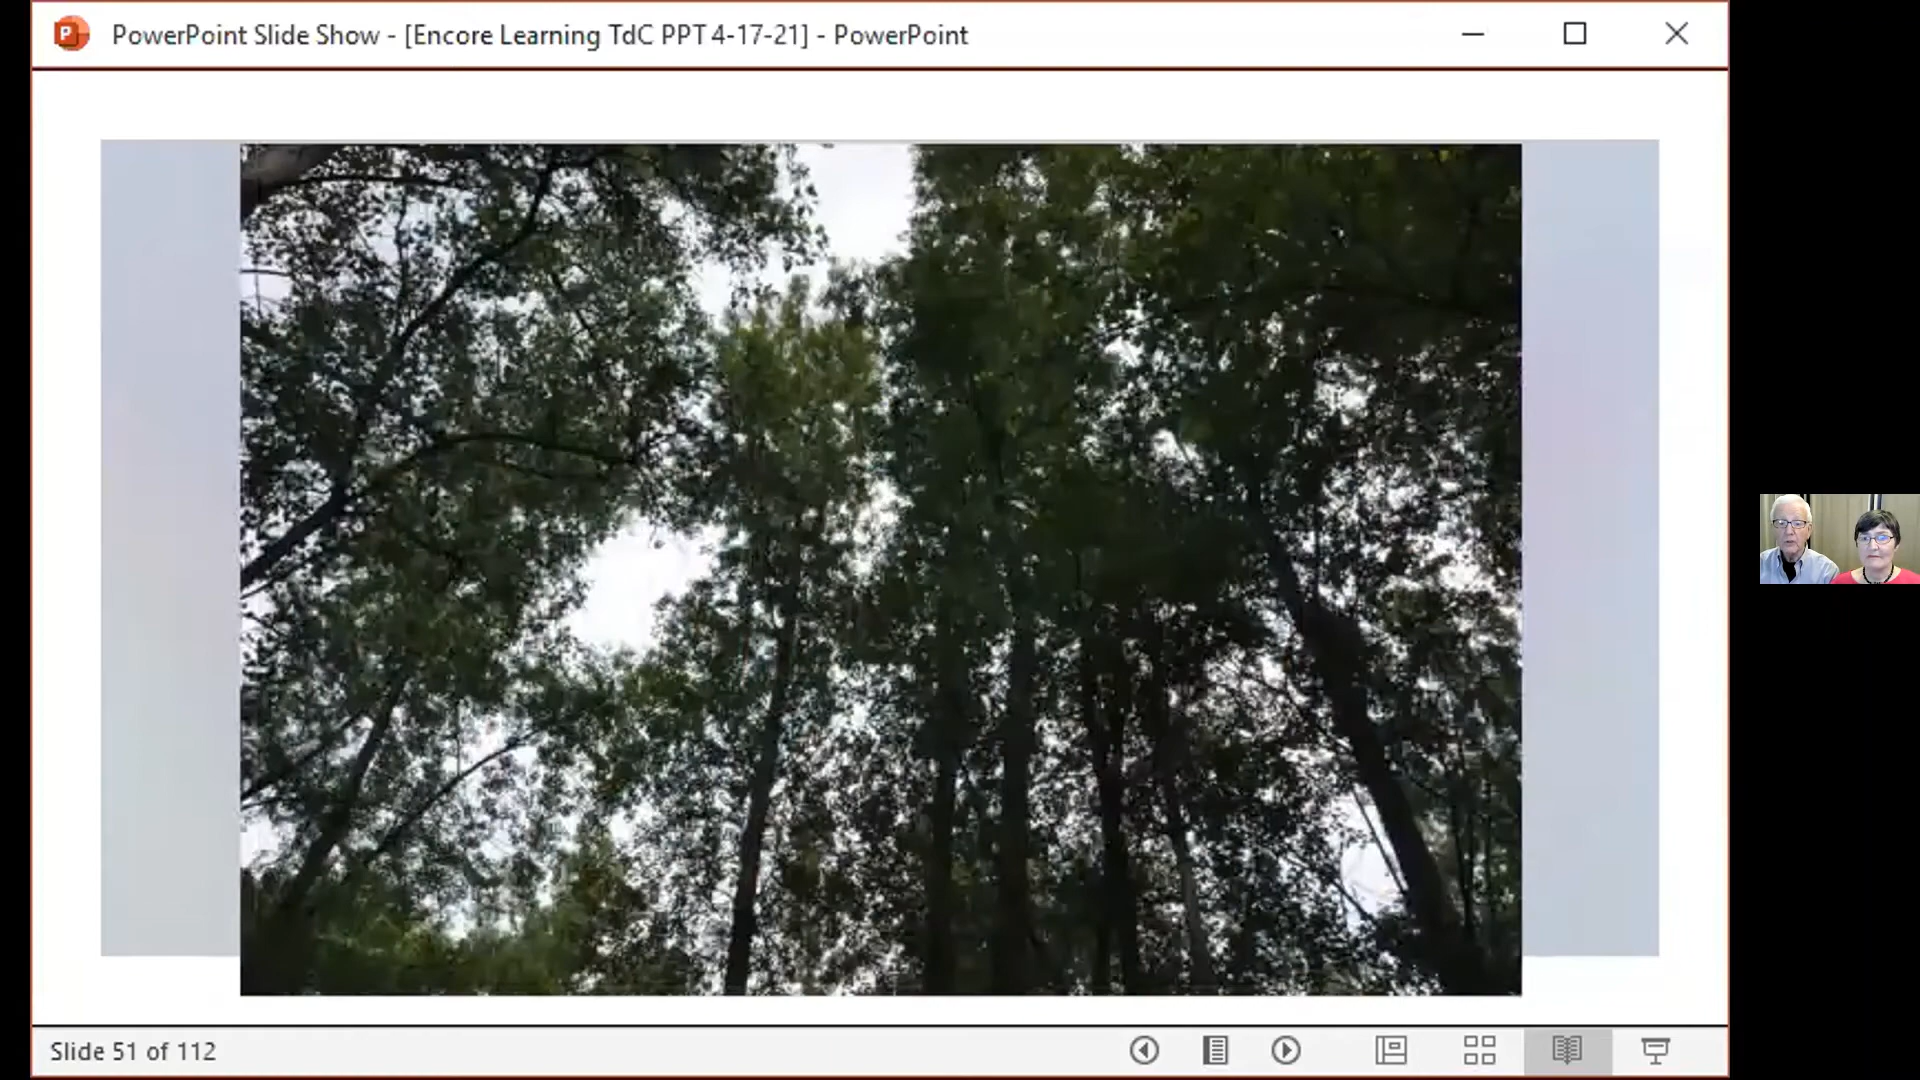 PowerPoint Slide Show - [Encore Learning TdC PPT 4-17-21] - PowerPoint
Slide 51 of 112